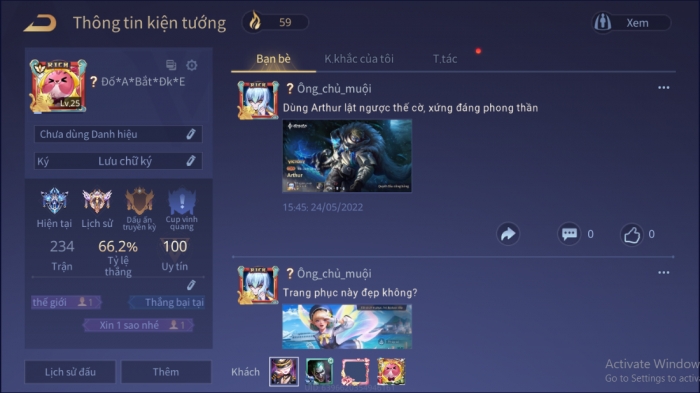 Thông tin kiện tướng
59
Xem
Bạn bè
K.khắc của tôi
T.tác
RICH
Lv.25
? Đố*A*Bắt*Đk*E
Chưa dùng Danh hiệu
Ký
Lưu chữ ký
Hiện tại
Lịch sử
Dấu ấn truyền kỳ
Cup vinh quang
234
Trận
66.2%
Tỷ lệ thắng
100
Uy tín
thế giới 1
Thắng bại tại
Xin 1 sao nhé 1
Lịch sử đấu
Thêm
RICH
? Ông_chủ_muội
Dùng Arthur lật ngược thế cờ, xứng đáng phong thần
Arthur
15:45: 24/05/2022
0
0
RICH
? Ông_chủ_muội
Trang phục này đẹp không?
Khách
Activate Window
Go to Settings to activ